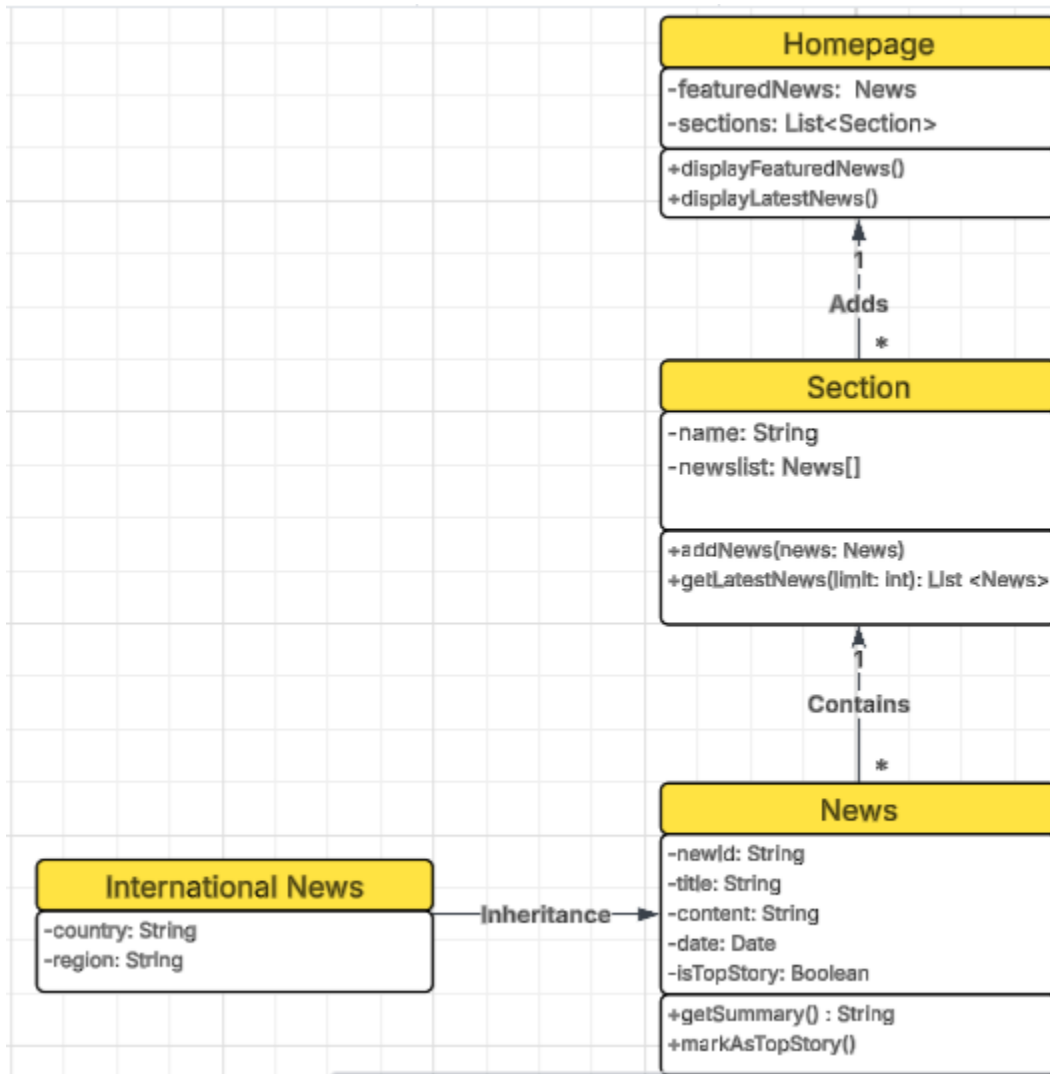 Homepage
-featuredNews: News
-sections: List<Section>
+displayFeaturedNews()
+displayLatestNews()
1
Adds
*
Section
-name: String
-newslist: News[]
+addNews(news: News)
+getLatestNews(limit: int): List <News>
1
Contains
*
News
-newId: String
-title: String
-content: String
-date: Date
-isTopStory: Boolean
+getSummary() : String
+markAsTopStory()
International News
-country: String
-region: String
Inheritance